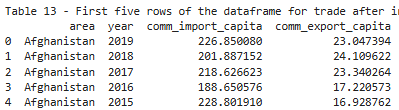 Table 13 - First five rows of the dataframe for trade after
area year comm_import_capita comm_export_capita
0 Afghanistan 2019 226.850080 23.047394
1 Afghanistan 2018 201.887152 24.109622
2 Afghanistan 2017 218.626623 23.340264
3 Afghanistan 2016 188.650576 17.220573
4 Afghanistan 2015 228.801910 16.928762